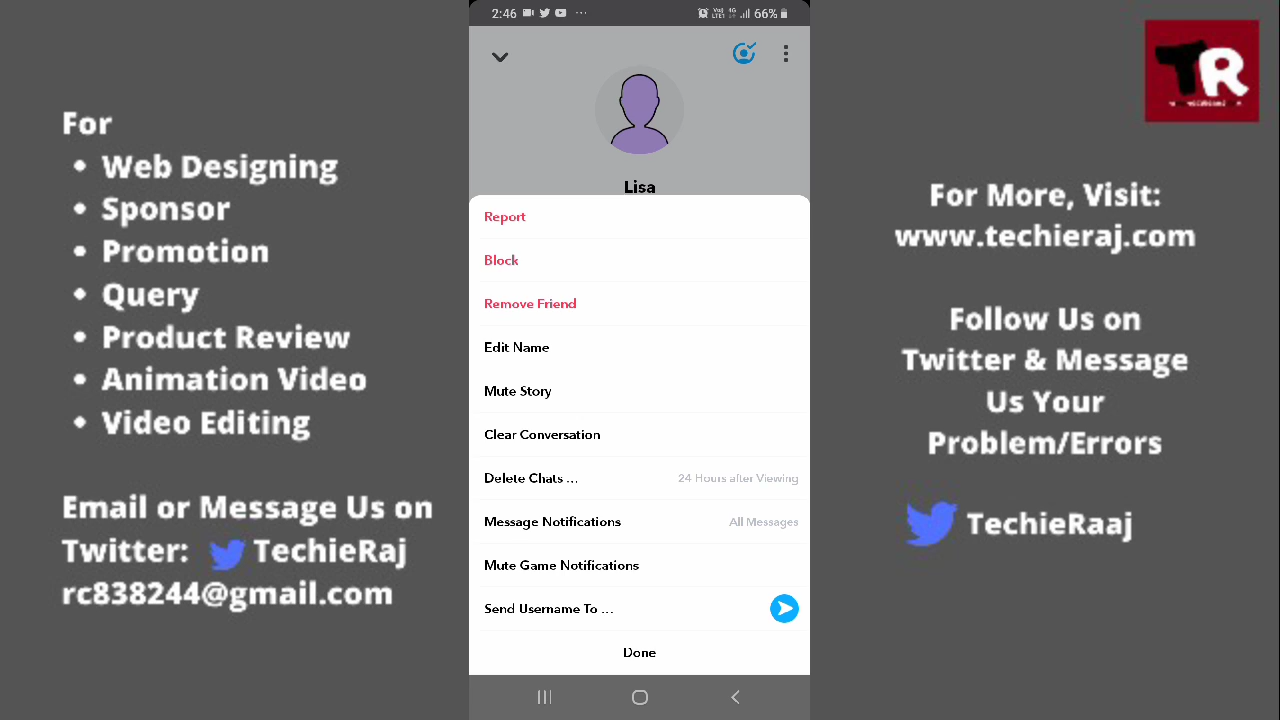 For
• Web Designing
• Sponsor
• Promotion
• Query
• Product Review
• Animation Video
• Video Editing
Email or Message Us on
Twitter: TechieRaj
rc838244@gmail.com
2:46
66%
Lisa
Report
Block
Remove Friend
Edit Name
Mute Story
Clear Conversation
Delete Chats ... 24 Hours after Viewing
Message Notifications All Messages
Mute Game Notifications
Send Username To ...
Done
TR
For More, Visit:
www.techieraj.com
Follow Us on
Twitter & Message
Us Your
Problem/Errors
TechieRaaj